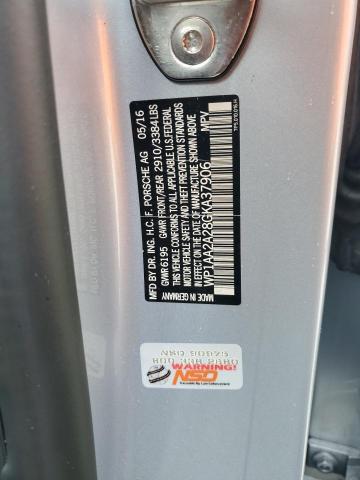 MFD.BY DR. ING. H.C. F. PORSCHE AG 05/16
GVWR 6195 GAWR FRONT/REAR 2910/3384LBS
THIS VEHICLE CONFORMS TO ALL APPLICABLE U.S.FEDERAL
MOTOR VEHICLE SAFETY AND THEFT PREVENTION STANDARDS
IN EFFECT ON THE DATE OF MANUFACTURE SHOWN ABOVE
WP1AA2A28GKA37906 MPV
MADE IN GERMANY
WARNING!
NSD